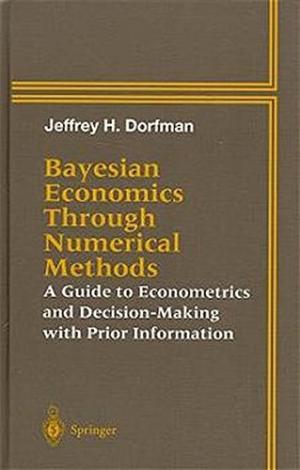 Jeffrey H. Dorfman
Bayesian
Economics
Through
Numerical
Methods
A Guide to Econometrics
and Decision-Making
with Prior Information
Springer